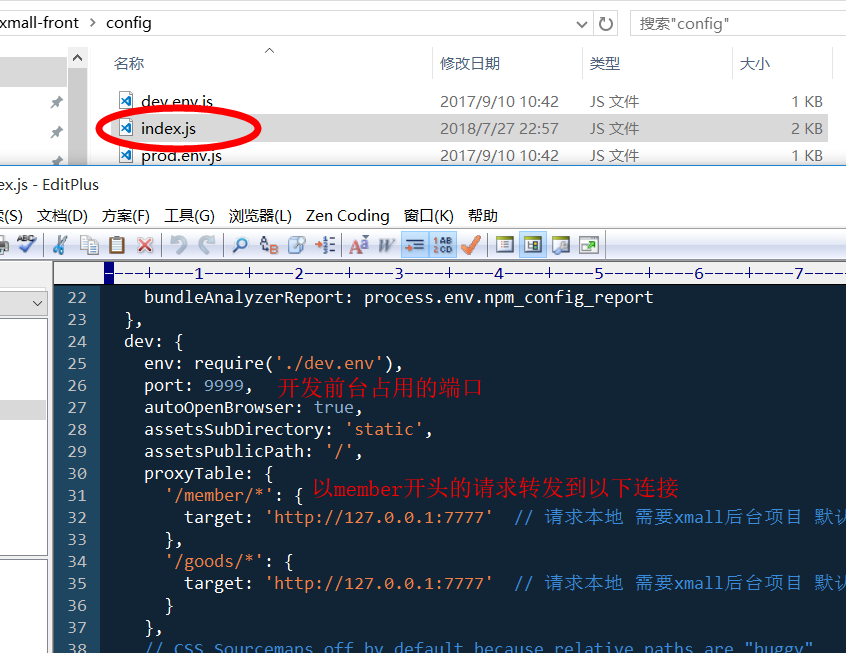 xmall-front > config
搜索"config"
名称 修改日期 类型 大小
dev.env.js 2017/9/10 10:42 JS 文件 1 KB
index.js 2018/7/27 22:57 JS 文件 2 KB
prod.env.js 2017/9/10 10:42 JS 文件 1 KB
ex.js - EditPlus
(S) 文档(D) 方案(F) 工具(G) 浏览器(L) Zen Coding 窗口(K) 帮助
----+----1----+----2----+----3----+----4----+----5----+----6----+----7----
22 bundleAnalyzerReport: process.env.npm_config_report
23 },
24 dev: {
25 env: require('./dev.env'),
26 port: 9999, 开发前台占用的端口
27 autoOpenBrowser: true,
28 assetsSubDirectory: 'static',
29 assetsPublicPath: '/',
30 proxyTable: {
31 '/member/*': { 以member开头的请求转发到以下连接
32 target: 'http://127.0.0.1:7777' // 请求本地 需要xmall后台项目 默认
33 },
34 '/goods/*': {
35 target: 'http://127.0.0.1:7777' // 请求本地 需要xmall后台项目 默认
36 }
37 },
38 // CSS Sourcemaps off by default because relative paths are "buggy"